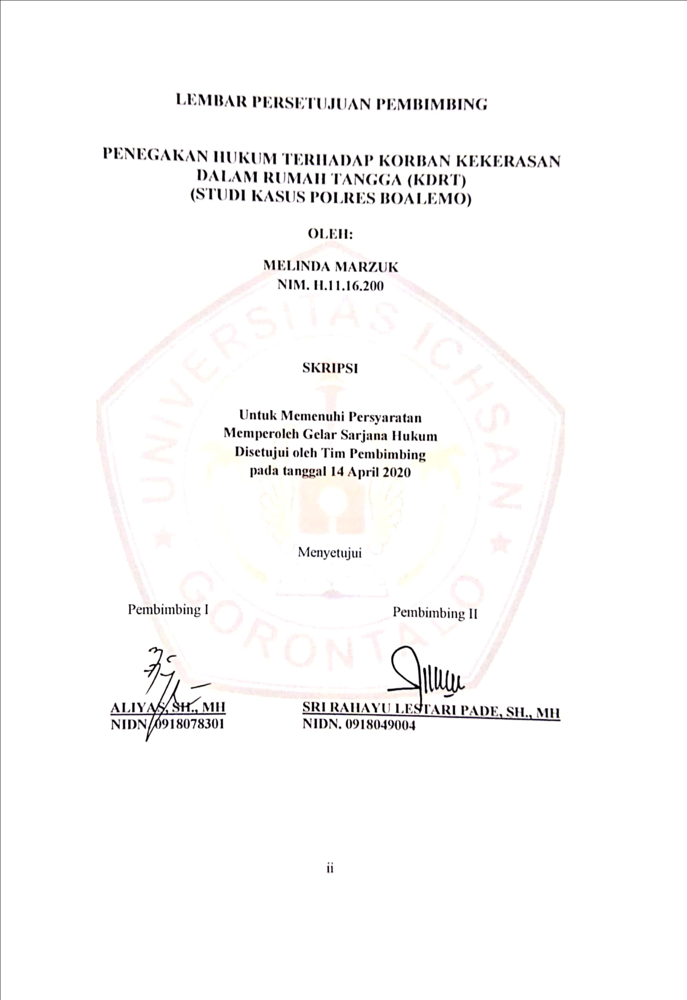 LEMBAR PERSETUJUAN PEMBIMBING
PENEGAKAN HUKUM TERHADAP KORBAN KEKERASAN
DALAM RUMAH TANGGA (KDRT)
(STUDI KASUS POLRES BOALEMO)
OLEH:
MELINDA MARZUK
NIM. H.11.16.200
UNIVERSITAS ICHSAN
SKRIPSI
Untuk Memenuhi Persyaratan
Memperoleh Gelar Sarjana Hukum
Disetujui oleh Tim Pembimbing
pada tanggal 14 April 2020
Menyetujui
GORONTALO
Pembimbing I
Pembimbing II
ALIYAS, SH., MH
SRI RAHAYU LESTARI PADE, SH., MH
NIDN. 0918078301
NIDN. 0918049004
ii